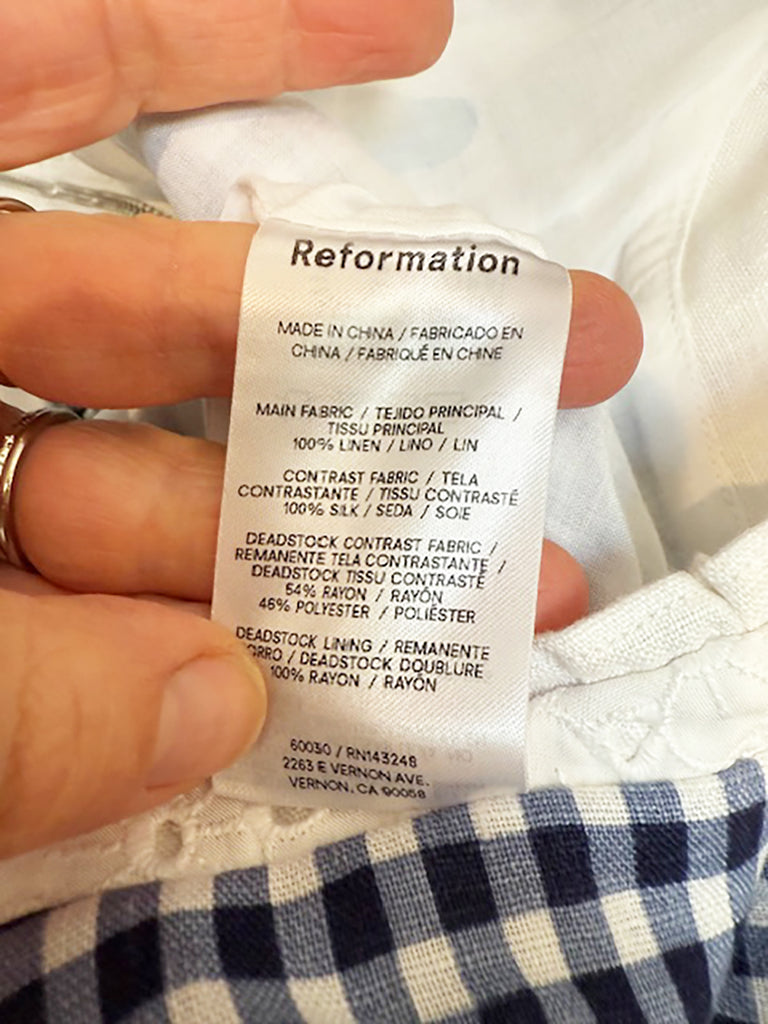 Reformation
MADE IN CHINA / FABRICADO EN
CHINA / FABRIQUÉ EN CHINE
MAIN FABRIC / TEJIDO PRINCIPAL /
TISSU PRINCIPAL
100% LINEN / LINO / LIN
CONTRAST FABRIC / TELA
CONTRASTANTE / TISSU CONTRASTÉ
100% SILK / SEDA / SOIE
DEADSTOCK CONTRAST FABRIC /
REMANENTE TELA CONTRASTANTE /
DEADSTOCK TISSU CONTRASTÉ
54% RAYON / RAYÓN
46% POLYESTER / POLIÉSTER
DEADSTOCK LINING / REMANENTE
/ DEADSTOCK DOUBLURE
100% RAYON / RAYÓN
60030 / RN143248
2263 E VERNON AVE.
VERNON, CA 90058